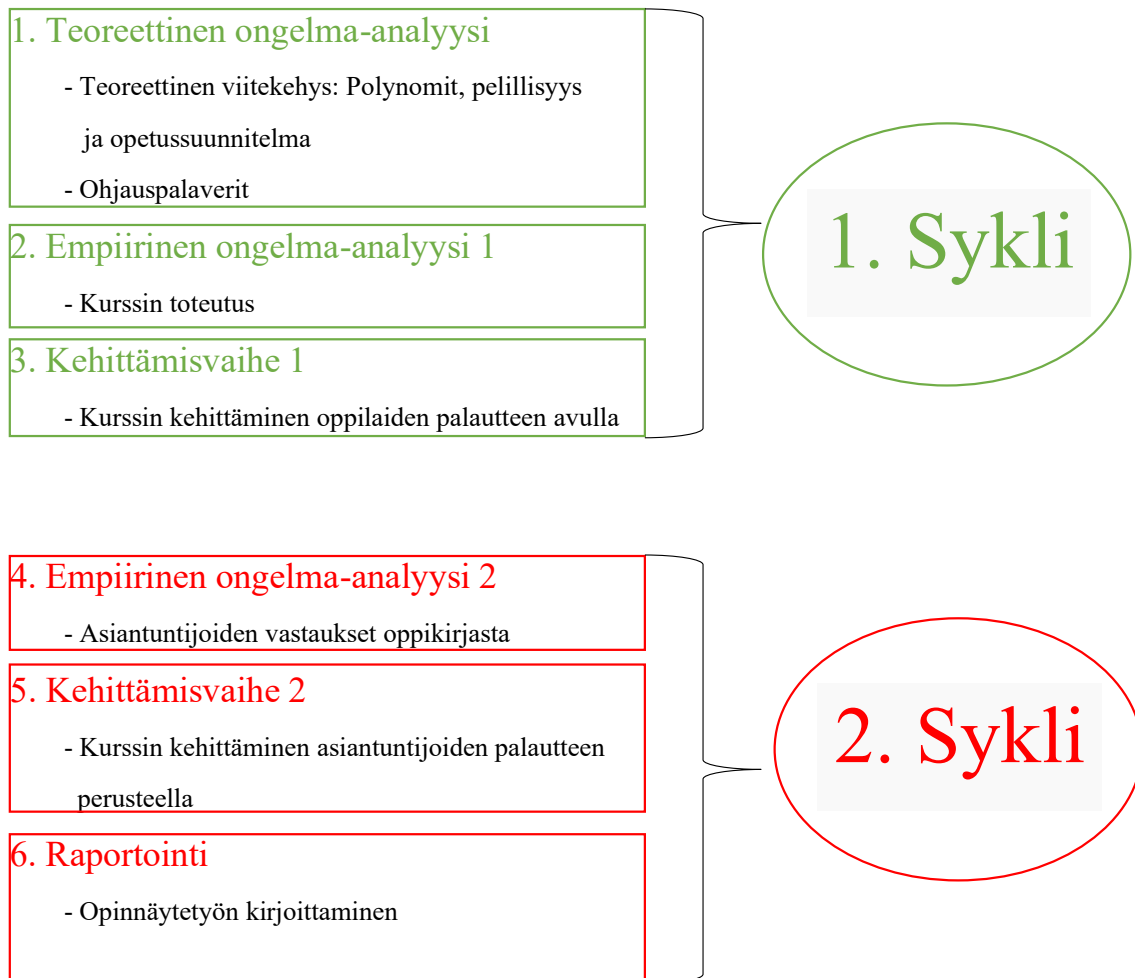 1. Teoreettinen ongelma-analyysi
- Teoreettinen viitekehys: Polynomit, pelillisyys
ja opetussuunnitelma
- Ohjauspalaverit
2. Empiirinen ongelma-analyysi 1
- Kurssin toteutus
3. Kehittämisvaihe 1
- Kurssin kehittäminen oppilaiden palautteen avulla
1. Sykli
4. Empiirinen ongelma-analyysi 2
- Asiantuntijoiden vastaukset oppikirjasta
5. Kehittämisvaihe 2
- Kurssin kehittäminen asiantuntijoiden palautteen
perusteella
6. Raportointi
- Opinnäytetyön kirjoittaminen
2. Sykli